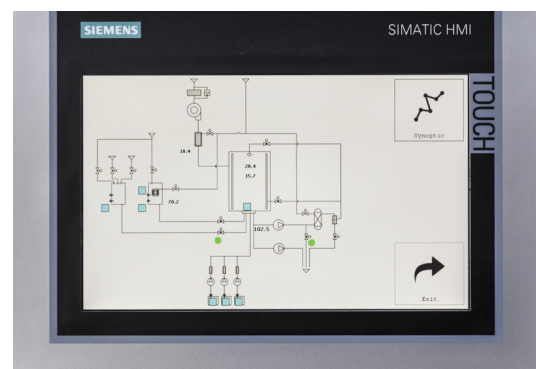 SIEMENS
SIMATIC HMI
TOUCH
Synoptic
18.4
20.4
15.7
70.2
102.5
Exit